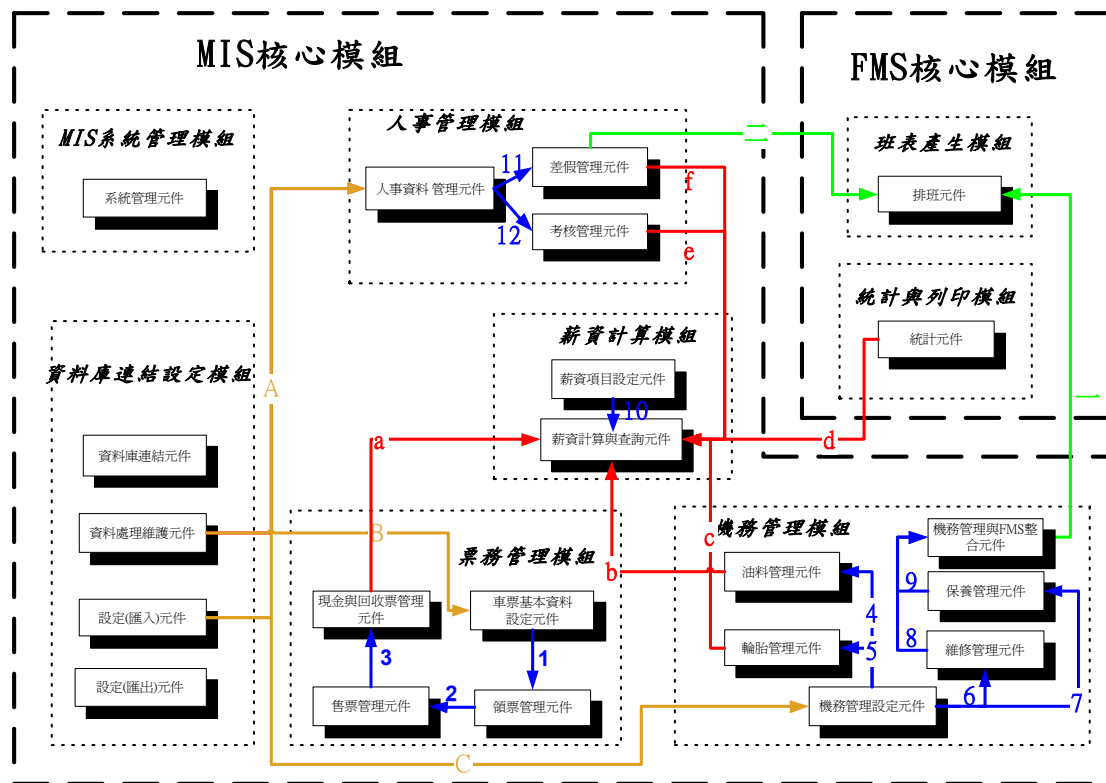 MIS核心模組
FMS核心模組
MIS系統管理模組
系統管理元件
人事管理模組
人事資料 管理元件
11
12
差假管理元件
考核管理元件
f
e
二
班表產生模組
排班元件
統計與列印模組
統計元件
一
薪資計算模組
薪資項目設定元件
10
薪資計算與查詢元件
a
d
資料庫連結設定模組
A
資料庫連結元件
資料處理維護元件
設定(匯入)元件
設定(匯出)元件
B
票務管理模組
現金與回收票管理
元件
車票基本資料
設定元件
3
1
售票管理元件
2
領票管理元件
C
b
c
機務管理模組
油料管理元件
輪胎管理元件
4
5
機務管理設定元件
機務管理與FMS整
合元件
9
保養管理元件
8
維修管理元件
6
7